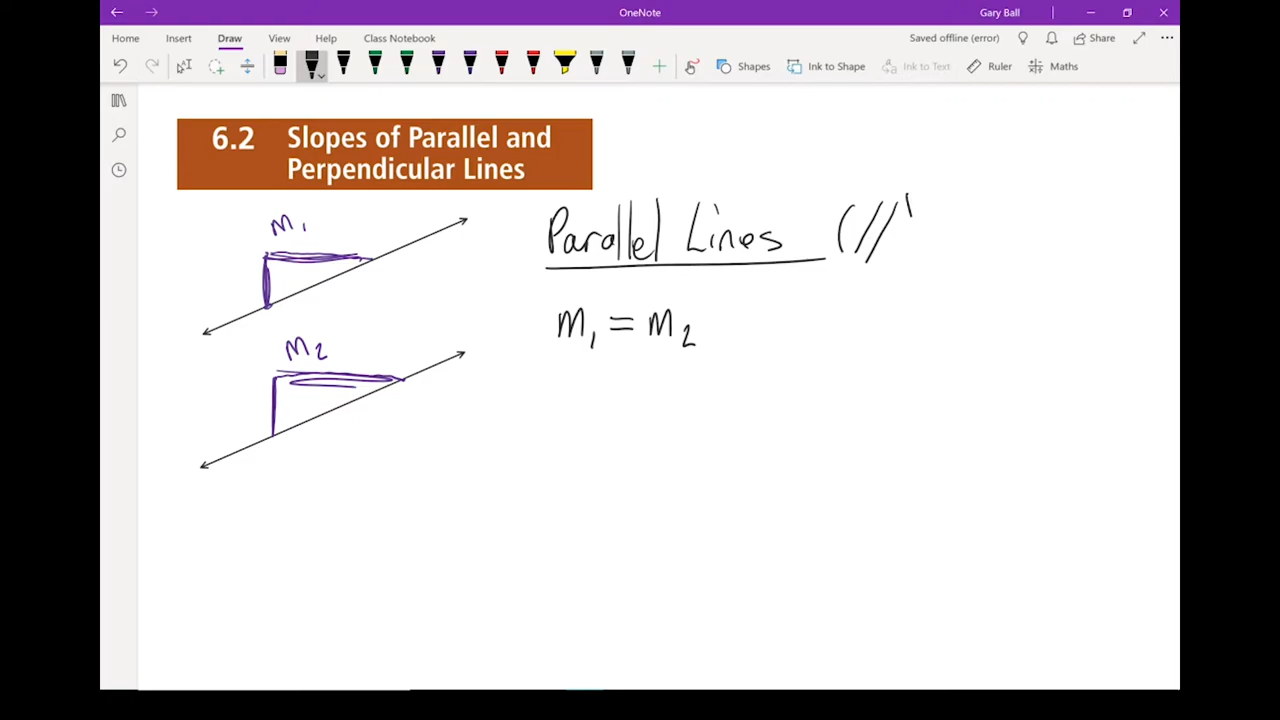 OneNote
Gary Ball
Home Insert Draw View Help Class Notebook
Saved offline (error)
Share
Shapes
Ink to Shape
Ink to Text
Ruler
Maths
6.2 Slopes of Parallel and
Perpendicular Lines
m₁
Parallel Lines (//
m₁ = m₂
m₂